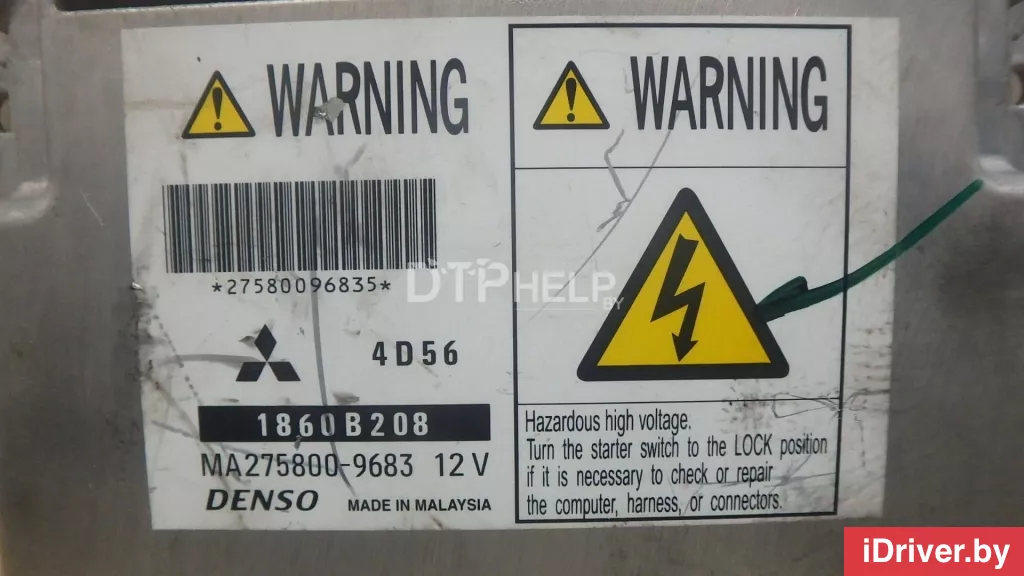 WARNING
*27580096835*
4D56
1860B208
MA275800-9683 12V
DENSO MADE IN MALAYSIA
WARNING
Hazardous high voltage.
Turn the starter switch to the LOCK position
if it is necessary to check or repair
the computer, harness, or connectors.
DTPHELP.BY
iDriver.by